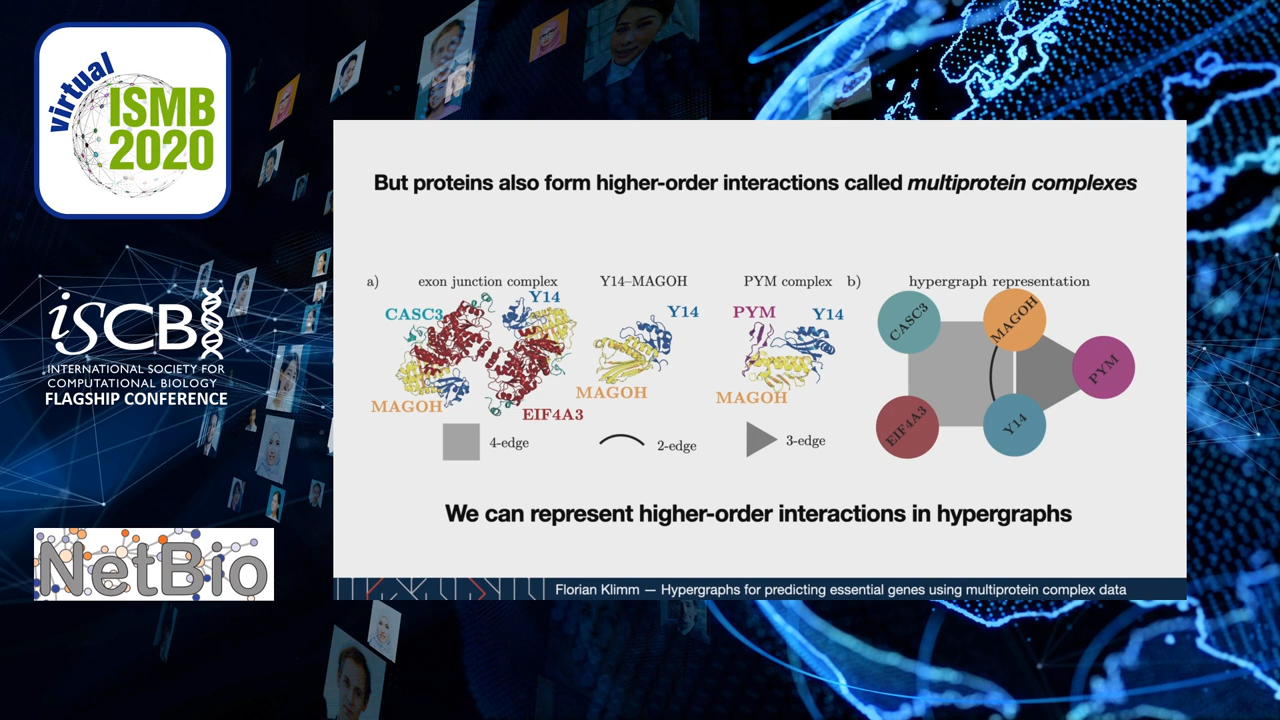 virtual
ISMB
2020
iSCB
INTERNATIONAL SOCIETY FOR
COMPUTATIONAL BIOLOGY
FLAGSHIP CONFERENCE
NetBio
But proteins also form higher-order interactions called multiprotein complexes
a) exon junction complex Y14–MAGOH PYM complex b) hypergraph representation
CASC3 Y14 MAGOH EIF4A3
Y14 MAGOH
PYM Y14 MAGOH
CASC3 MAGOH PYM EIF4A3 Y14
4-edge 2-edge 3-edge
We can represent higher-order interactions in hypergraphs
Florian Klimm — Hypergraphs for predicting essential genes using multiprotein complex data